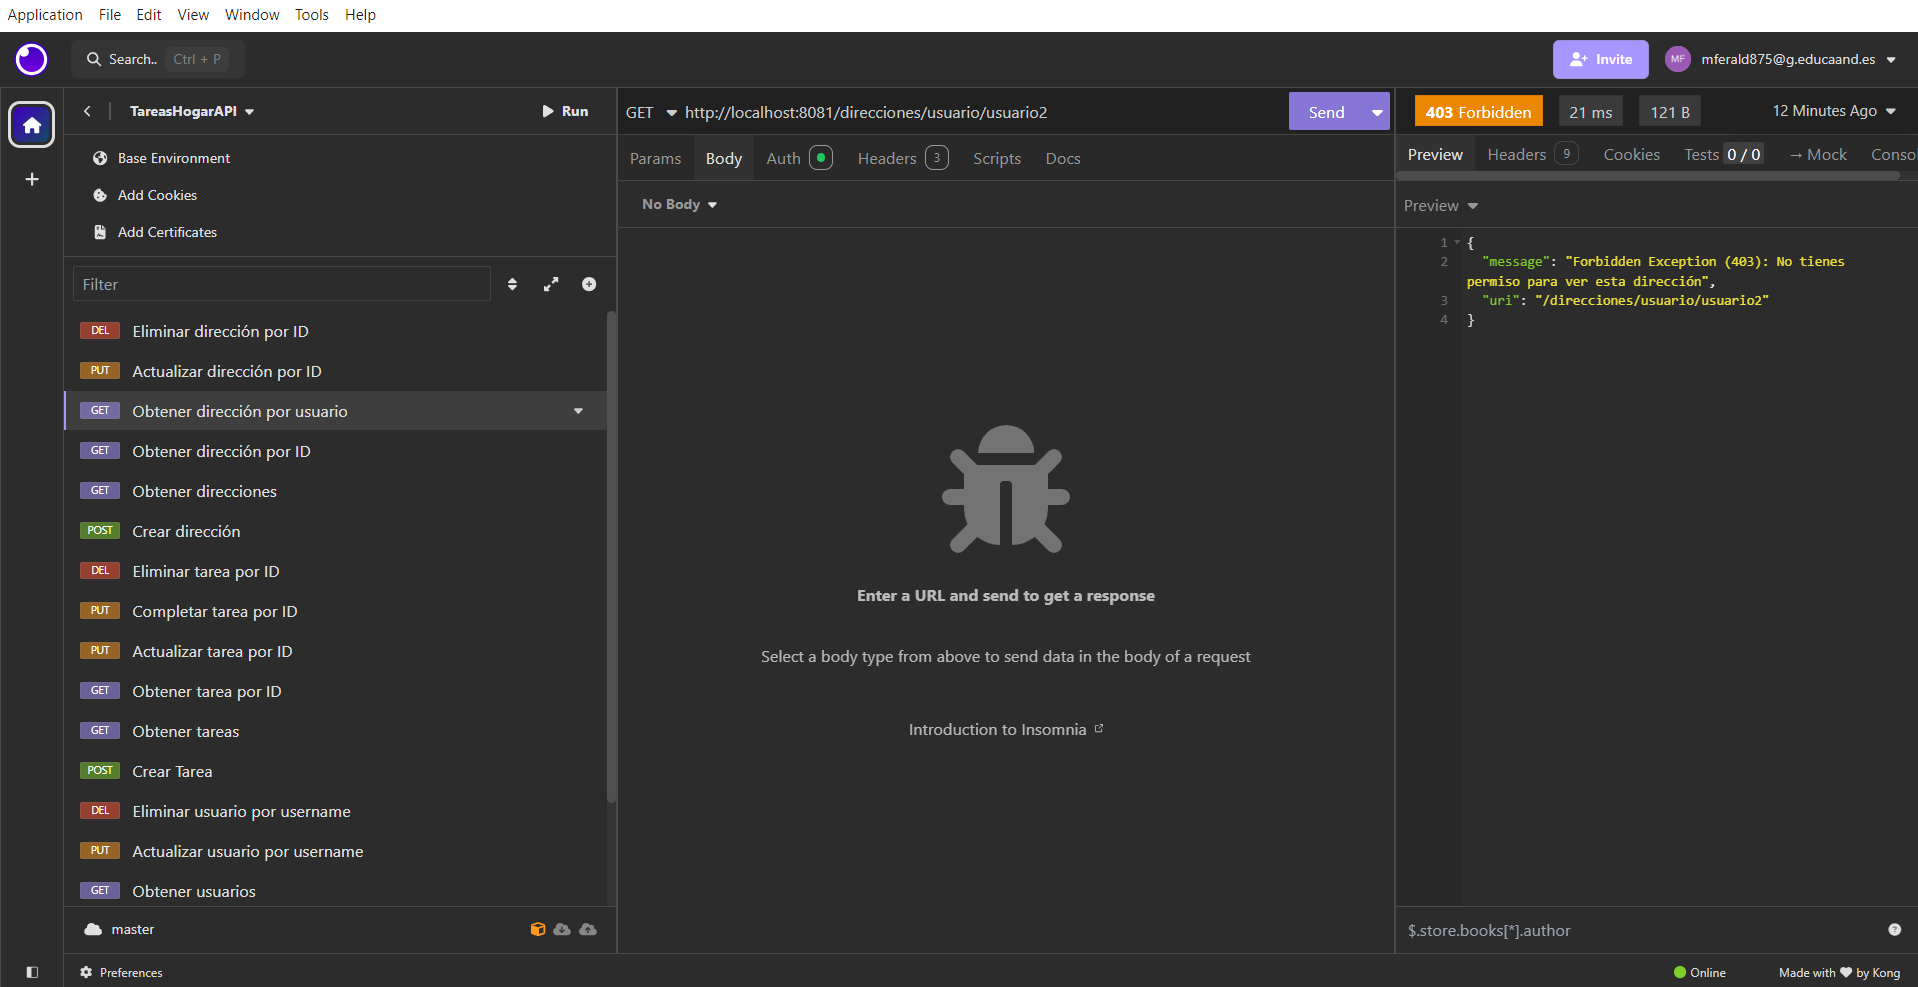 Application File Edit View Window Tools Help
Search.. Ctrl + P
Invite
MF mferald875@g.educaand.es
TareasHogarAPI
Run
Base Environment
Add Cookies
Add Certificates
Filter
DEL Eliminar dirección por ID
PUT Actualizar dirección por ID
GET Obtener dirección por usuario
GET Obtener dirección por ID
GET Obtener direcciones
POST Crear dirección
DEL Eliminar tarea por ID
PUT Completar tarea por ID
PUT Actualizar tarea por ID
GET Obtener tarea por ID
GET Obtener tareas
POST Crear Tarea
DEL Eliminar usuario por username
PUT Actualizar usuario por username
GET Obtener usuarios
master
Preferences
GET http://localhost:8081/direcciones/usuario/usuario2
Send
Params Body Auth Headers 3 Scripts Docs
No Body
Enter a URL and send to get a response
Select a body type from above to send data in the body of a request
Introduction to Insomnia
403 Forbidden 21 ms 121 B 12 Minutes Ago
Preview Headers 9 Cookies Tests 0 / 0 → Mock Conso
Preview
1 {
2 "message": "Forbidden Exception (403): No tienes
permiso para ver esta dirección",
3 "uri": "/direcciones/usuario/usuario2"
4 }
$.store.books[*].author
Online
Made with ♥ by Kong